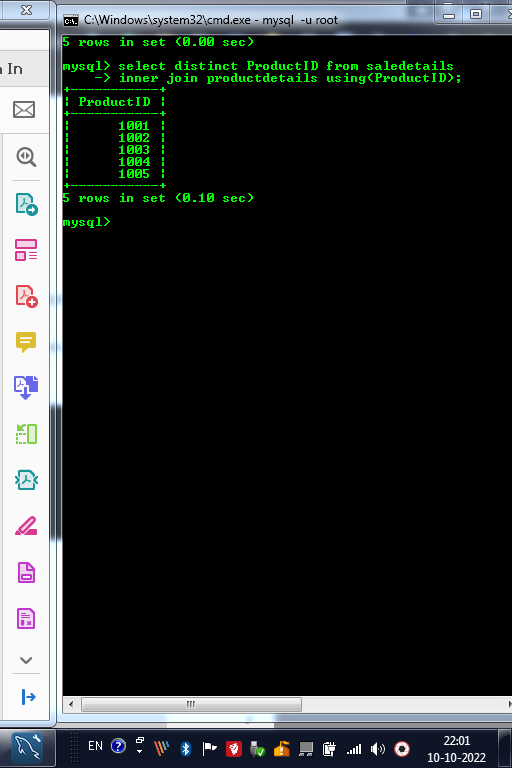 C:\Windows\system32\cmd.exe - mysql -u root
5 rows in set (0.00 sec)
n In
mysql> select distinct ProductID from saledetails
-> inner join productdetails using(ProductID);
+-----------+
| ProductID |
+-----------+
| 1001 |
| 1002 |
| 1003 |
| 1004 |
| 1005 |
+-----------+
5 rows in set (0.10 sec)
mysql>
EN
22:01
10-10-2022